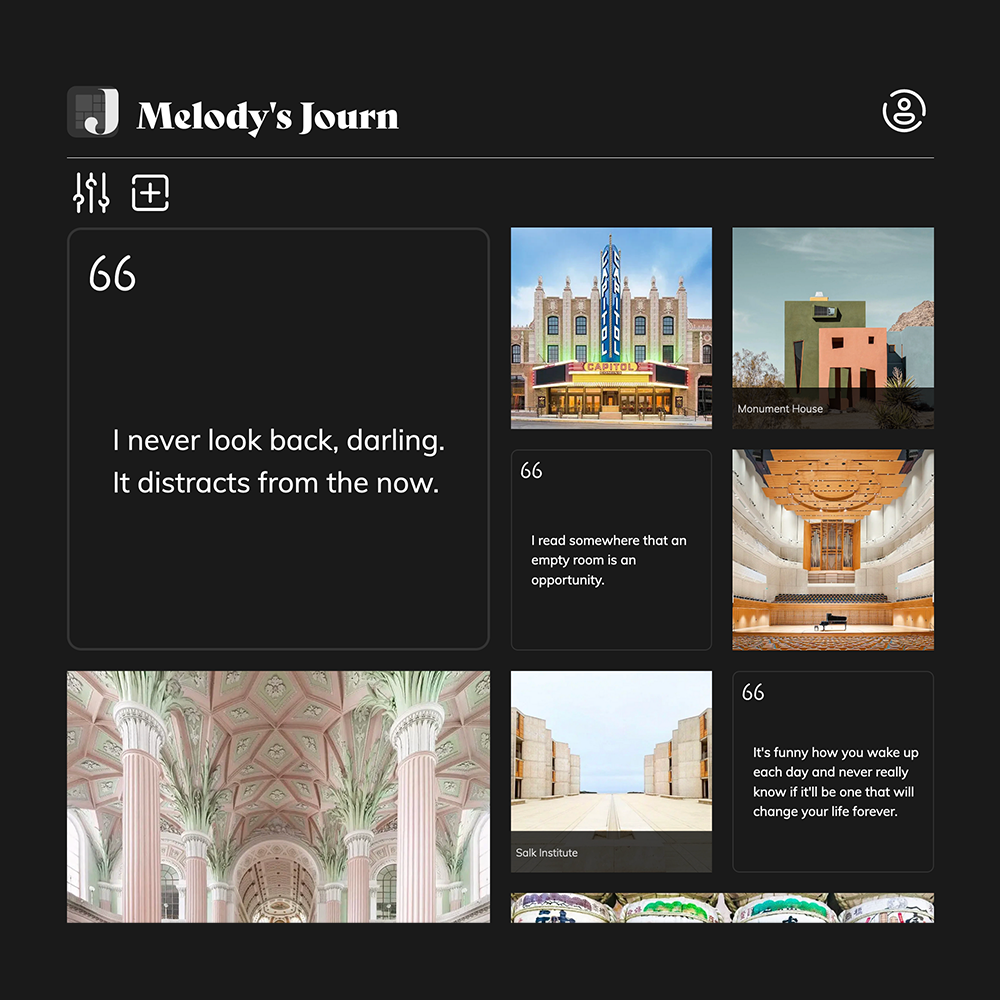 J
Melody's Journ
66
I never look back, darling.
It distracts from the now.
CAPITOL
CAPITOL
CAPITOL
Monument House
66
I read somewhere that an
empty room is an
opportunity.
Salk Institute
66
It's funny how you wake up
each day and never really
know if it'll be one that will
change your life forever.